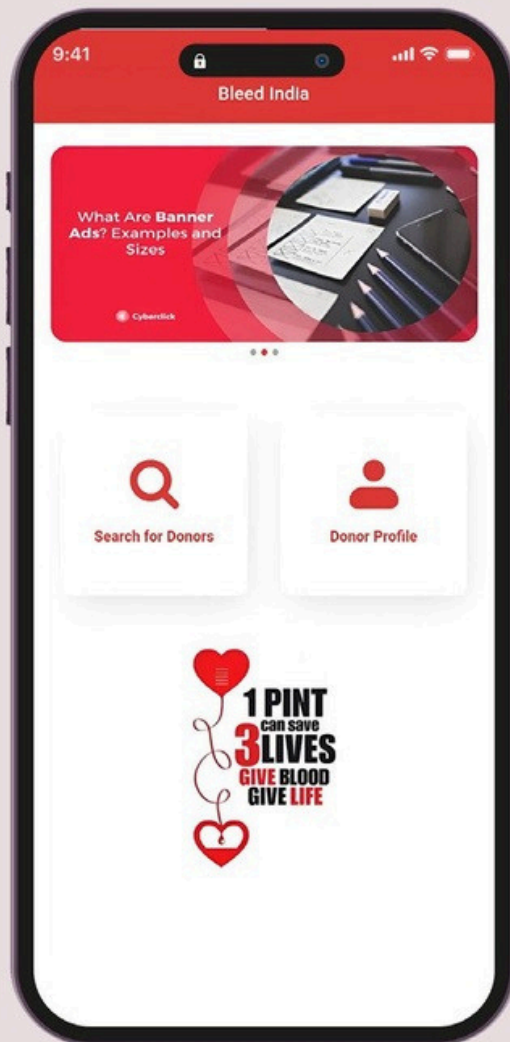 9:41
Bleed India
What Are Banner
Ads? Examples and
Sizes
Cyberclick
Search for Donors
Donor Profile
1 PINT
can save
3 LIVES
GIVE BLOOD
GIVE LIFE